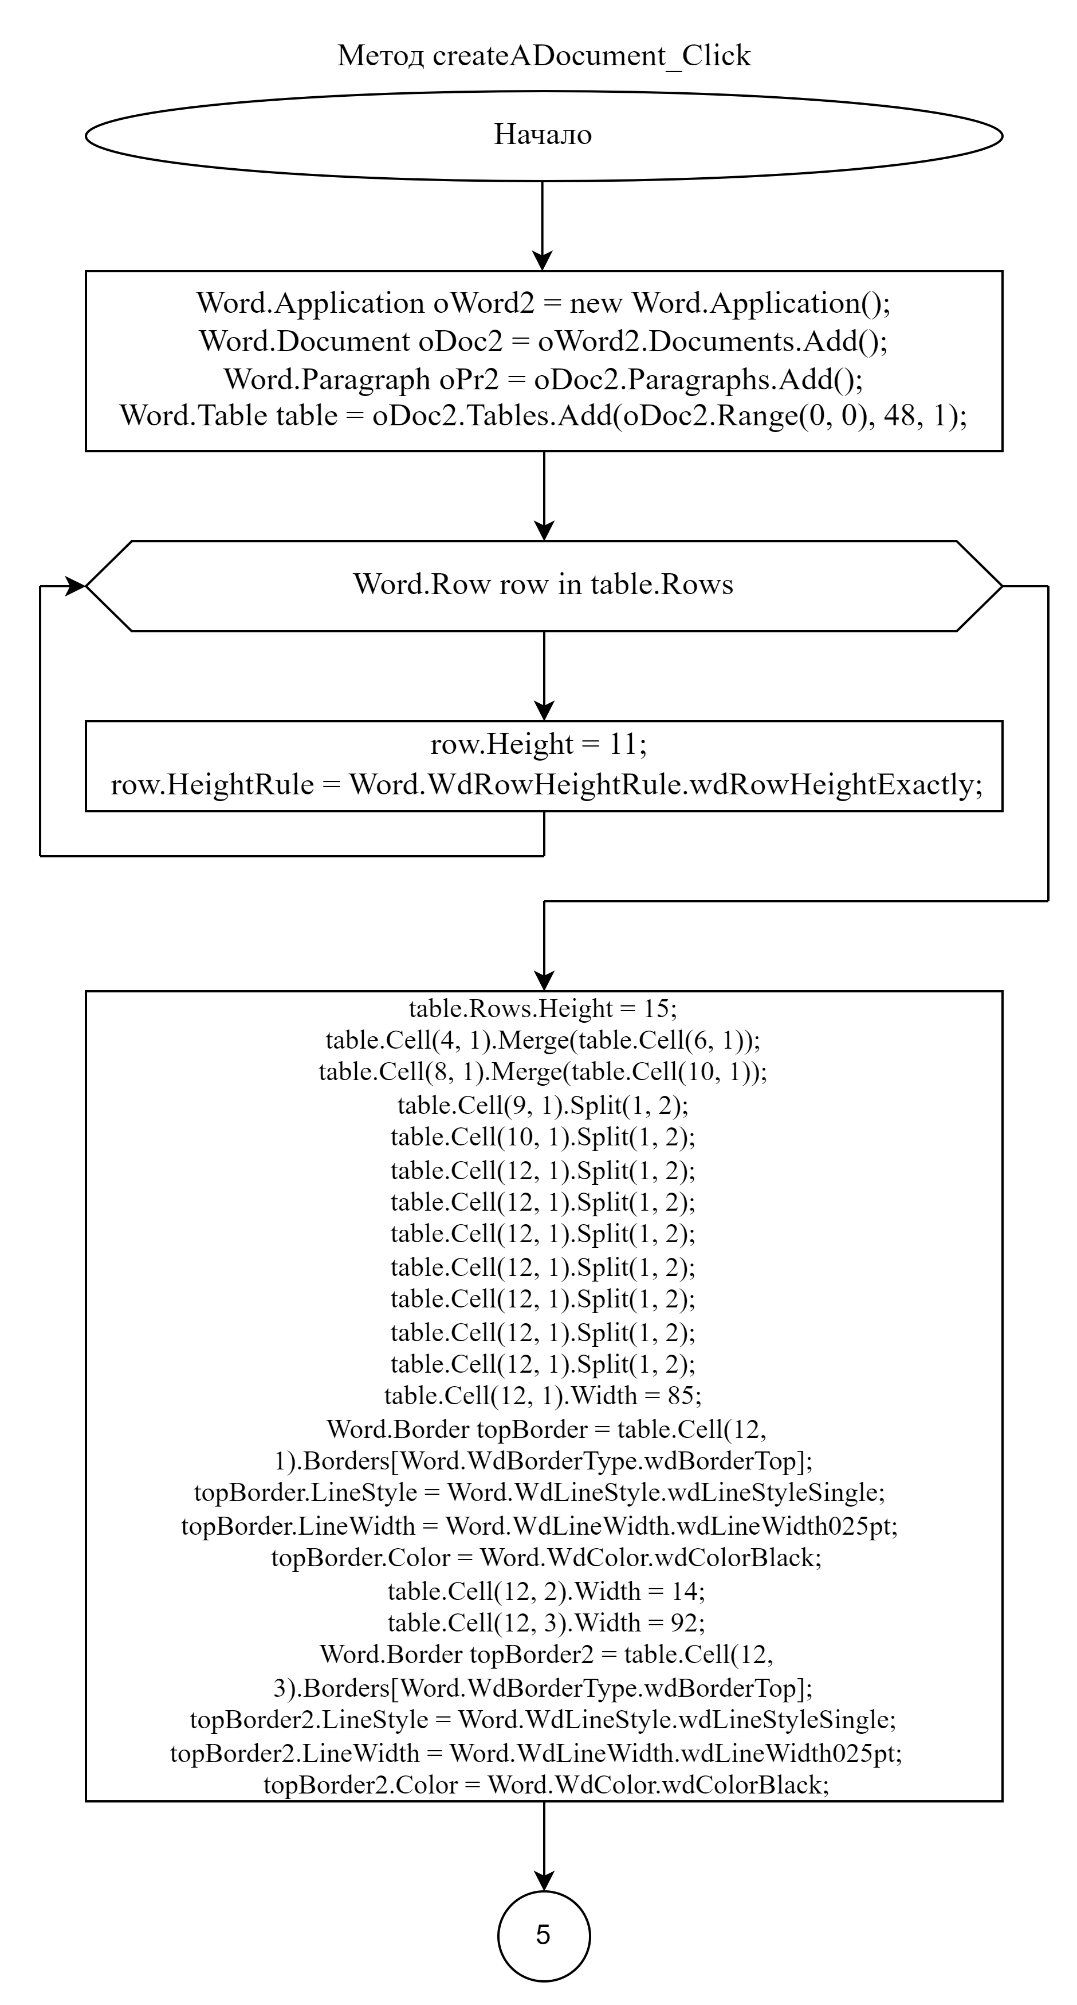 Метод createADocument_Click
Начало
Word.Application oWord2 = new Word.Application();
Word.Document oDoc2 = oWord2.Documents.Add();
Word.Paragraph oPr2 = oDoc2.Paragraphs.Add();
Word.Table table = oDoc2.Tables.Add(oDoc2.Range(0, 0), 48, 1);
Word.Row row in table.Rows
row.Height = 11;
row.HeightRule = Word.WdRowHeightRule.wdRowHeightExactly;
table.Rows.Height = 15;
table.Cell(4, 1).Merge(table.Cell(6, 1));
table.Cell(8, 1).Merge(table.Cell(10, 1));
table.Cell(9, 1).Split(1, 2);
table.Cell(10, 1).Split(1, 2);
table.Cell(12, 1).Split(1, 2);
table.Cell(12, 1).Split(1, 2);
table.Cell(12, 1).Split(1, 2);
table.Cell(12, 1).Split(1, 2);
table.Cell(12, 1).Split(1, 2);
table.Cell(12, 1).Split(1, 2);
table.Cell(12, 1).Split(1, 2);
table.Cell(12, 1).Width = 85;
Word.Border topBorder = table.Cell(12,
1).Borders[Word.WdBorderType.wdBorderTop];
topBorder.LineStyle = Word.WdLineStyle.wdLineStyleSingle;
topBorder.LineWidth = Word.WdLineWidth.wdLineWidth025pt;
topBorder.Color = Word.WdColor.wdColorBlack;
table.Cell(12, 2).Width = 14;
table.Cell(12, 3).Width = 92;
Word.Border topBorder2 = table.Cell(12,
3).Borders[Word.WdBorderType.wdBorderTop];
topBorder2.LineStyle = Word.WdLineStyle.wdLineStyleSingle;
topBorder2.LineWidth = Word.WdLineWidth.wdLineWidth025pt;
topBorder2.Color = Word.WdColor.wdColorBlack;
5